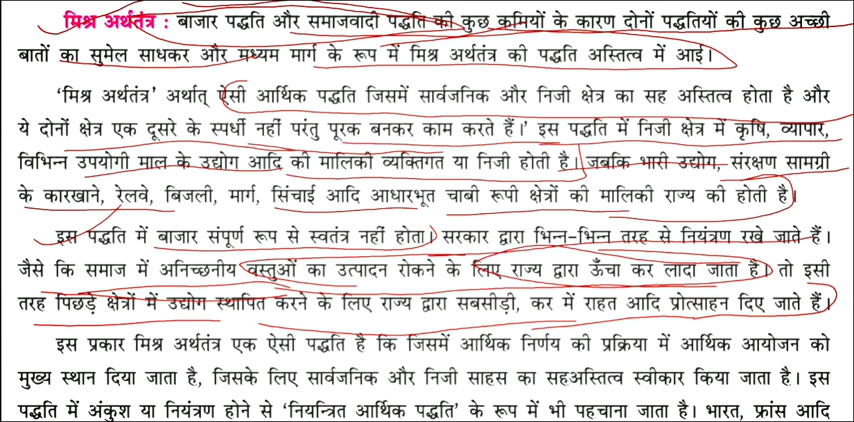 मिश्र अर्थतंत्र : बाजार पद्धति और समाजवादी पद्धति की कुछ कमियों के कारण दोनों पद्धतियों की कुछ अच्छी
बातों का सुमेल साधकर और मध्यम मार्ग के रूप में मिश्र अर्थतंत्र की पद्धति अस्तित्व में आई।
‘मिश्र अर्थतंत्र’ अर्थात् ऐसी आर्थिक पद्धति जिसमें सार्वजनिक और निजी क्षेत्र का सह अस्तित्व होता है और
ये दोनों क्षेत्र एक दूसरे के स्पर्धी नहीं परंतु पूरक बनकर काम करते हैं।’ इस पद्धति में निजी क्षेत्र में कृषि, व्यापार,
विभिन्न उपयोगी माल के उद्योग आदि की मालिकी व्यक्तिगत या निजी होती है। जबकि भारी उद्योग, संरक्षण सामग्री
के कारखाने, रेलवे, बिजली, मार्ग, सिंचाई आदि आधारभूत चाबी रूपी क्षेत्रों की मालिकी राज्य की होती है।
इस पद्धति में बाजार संपूर्ण रूप से स्वतंत्र नहीं होता। सरकार द्वारा भिन्न-भिन्न तरह से नियंत्रण रखे जाते हैं।
जैसे कि समाज में अनिच्छनीय वस्तुओं का उत्पादन रोकने के लिए राज्य द्वारा ऊँचा कर लादा जाता है। तो इसी
तरह पिछड़े क्षेत्रों में उद्योग स्थापित करने के लिए राज्य द्वारा सबसीड़ी, कर में राहत आदि प्रोत्साहन दिए जाते हैं।
इस प्रकार मिश्र अर्थतंत्र एक ऐसी पद्धति है कि जिसमें आर्थिक निर्णय की प्रक्रिया में आर्थिक आयोजन को
मुख्य स्थान दिया जाता है, जिसके लिए सार्वजनिक और निजी साहस का सहअस्तित्व स्वीकार किया जाता है। इस
पद्धति में अंकुश या नियंत्रण होने से ‘नियन्त्रित आर्थिक पद्धति’ के रूप में भी पहचाना जाता है। भारत, फ्रांस आदि